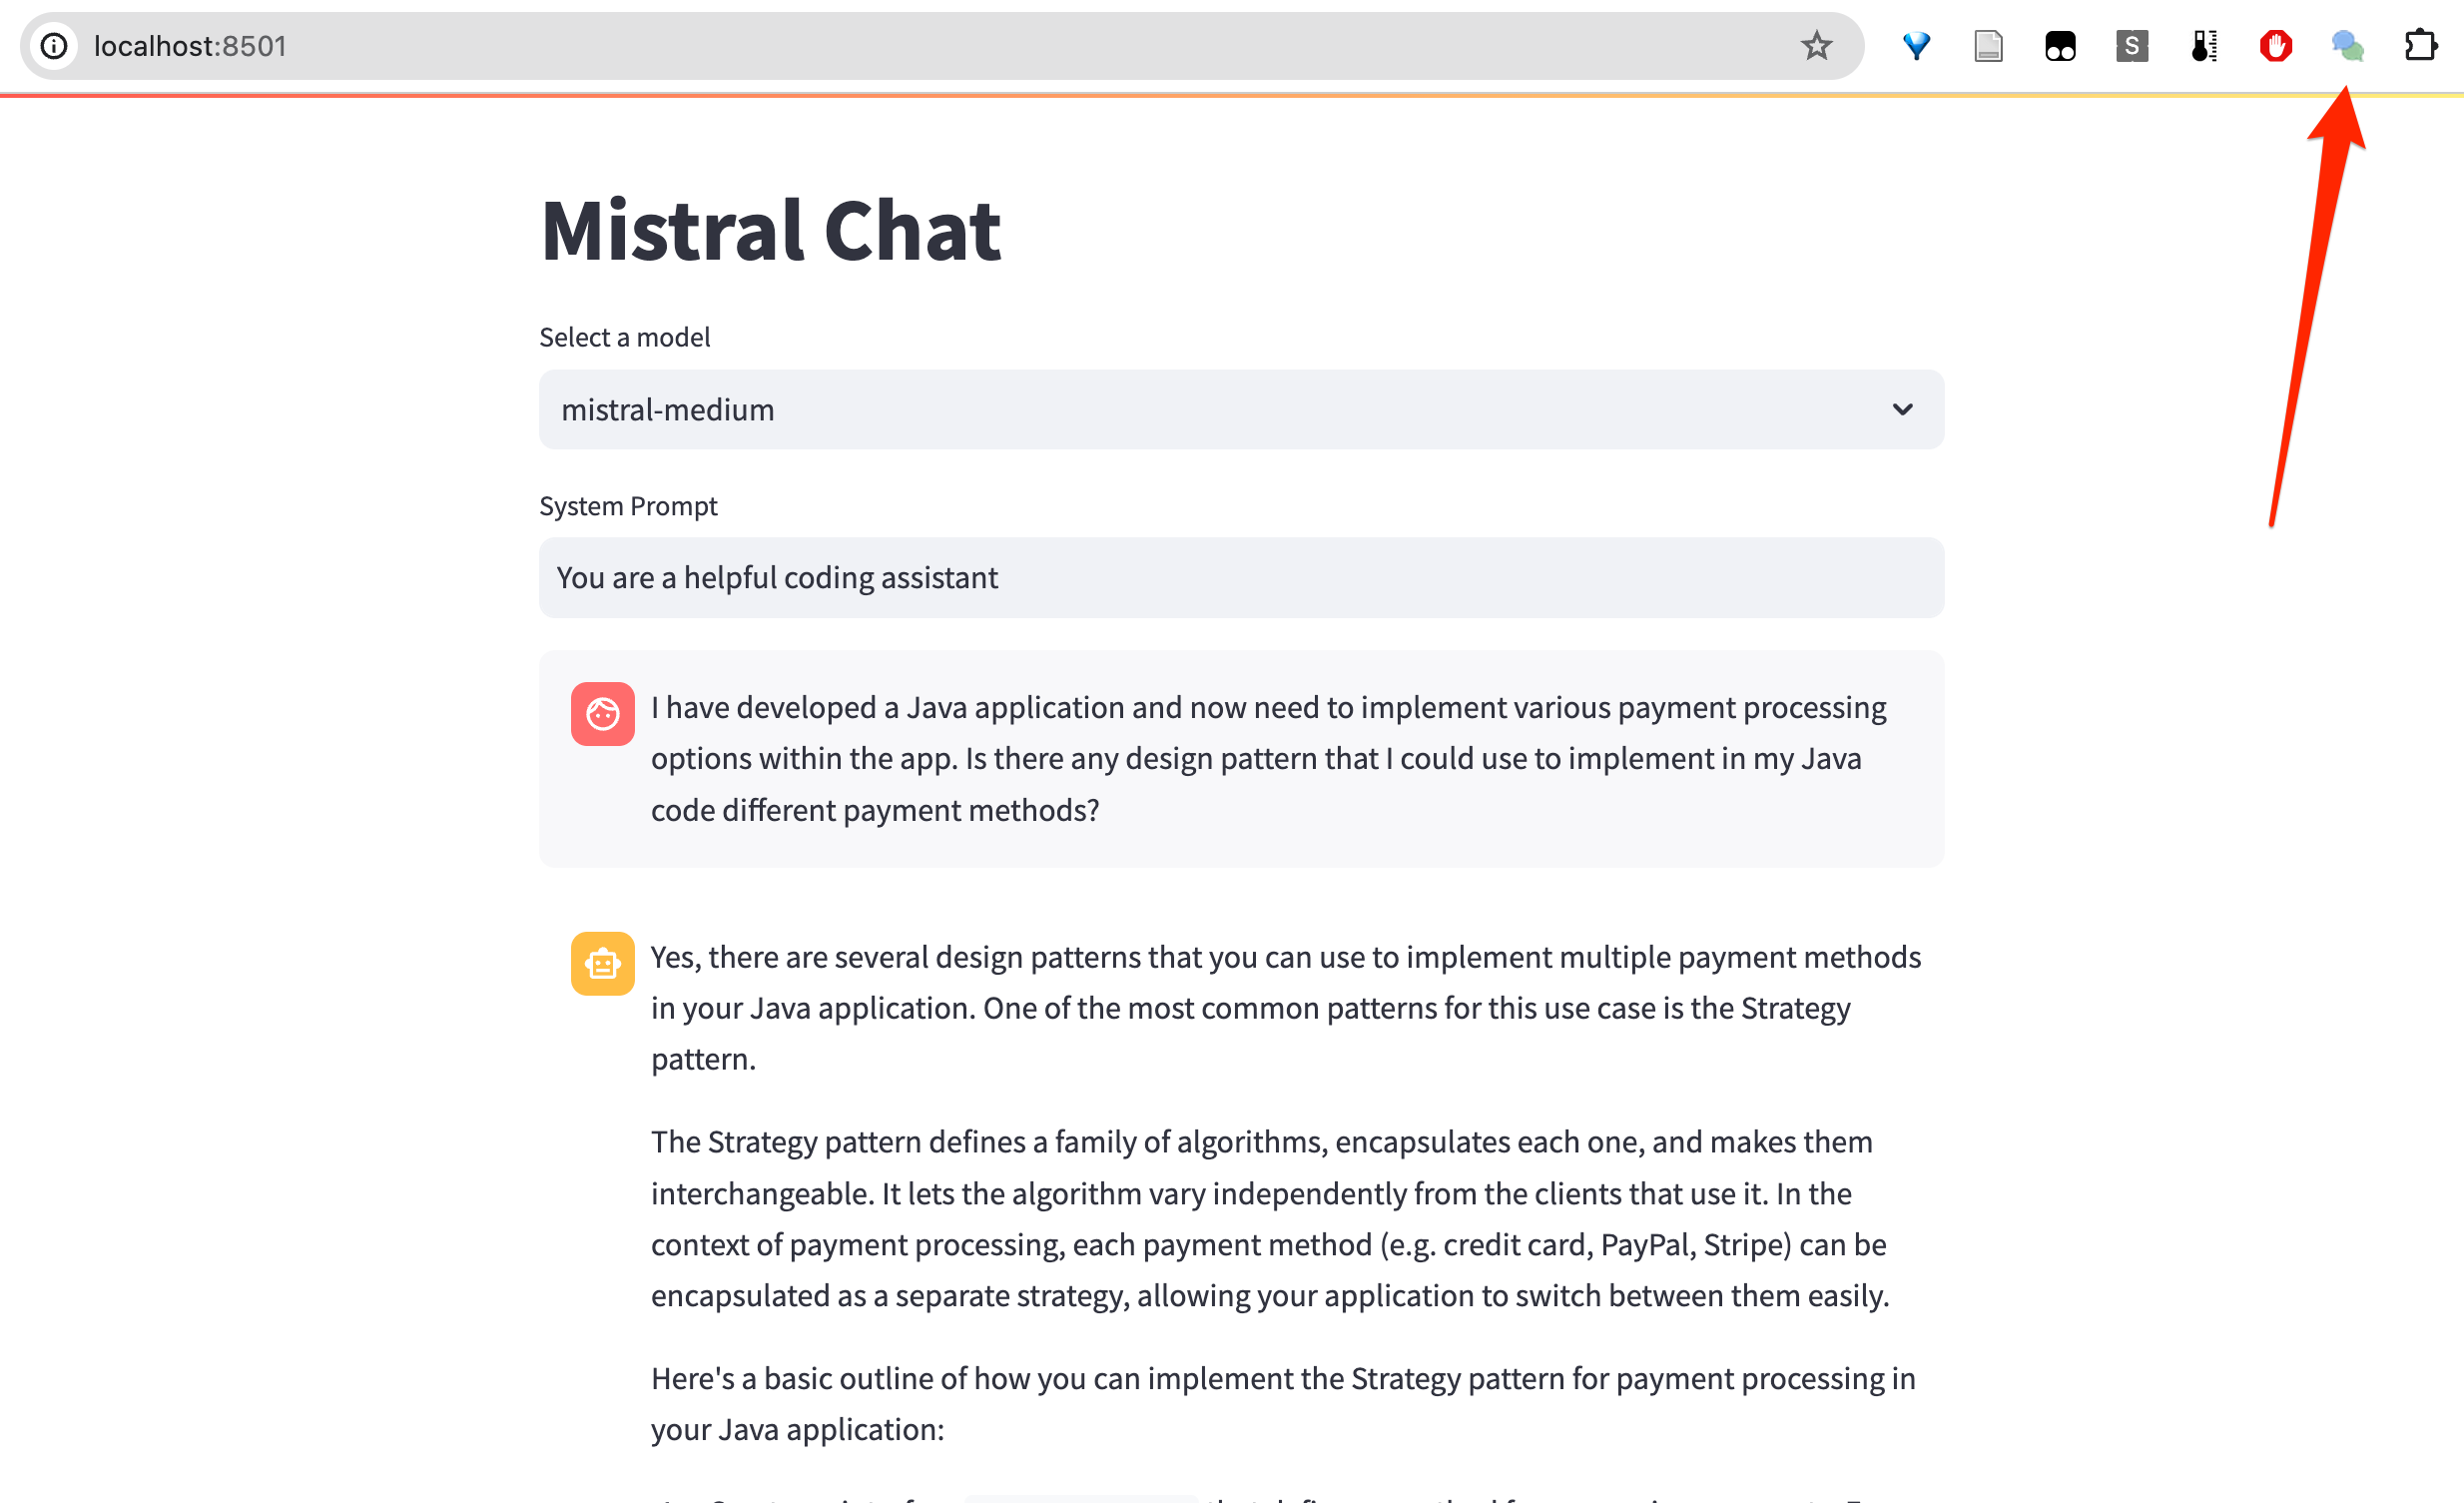 localhost:8501
S
Mistral Chat
Select a model
mistral-medium
System Prompt
You are a helpful coding assistant
I have developed a Java application and now need to implement various payment processing
options within the app. Is there any design pattern that I could use to implement in my Java
code different payment methods?
Yes, there are several design patterns that you can use to implement multiple payment methods
in your Java application. One of the most common patterns for this use case is the Strategy
pattern.
The Strategy pattern defines a family of algorithms, encapsulates each one, and makes them
interchangeable. It lets the algorithm vary independently from the clients that use it. In the
context of payment processing, each payment method (e.g. credit card, PayPal, Stripe) can be
encapsulated as a separate strategy, allowing your application to switch between them easily.
Here's a basic outline of how you can implement the Strategy pattern for payment processing in
your Java application: